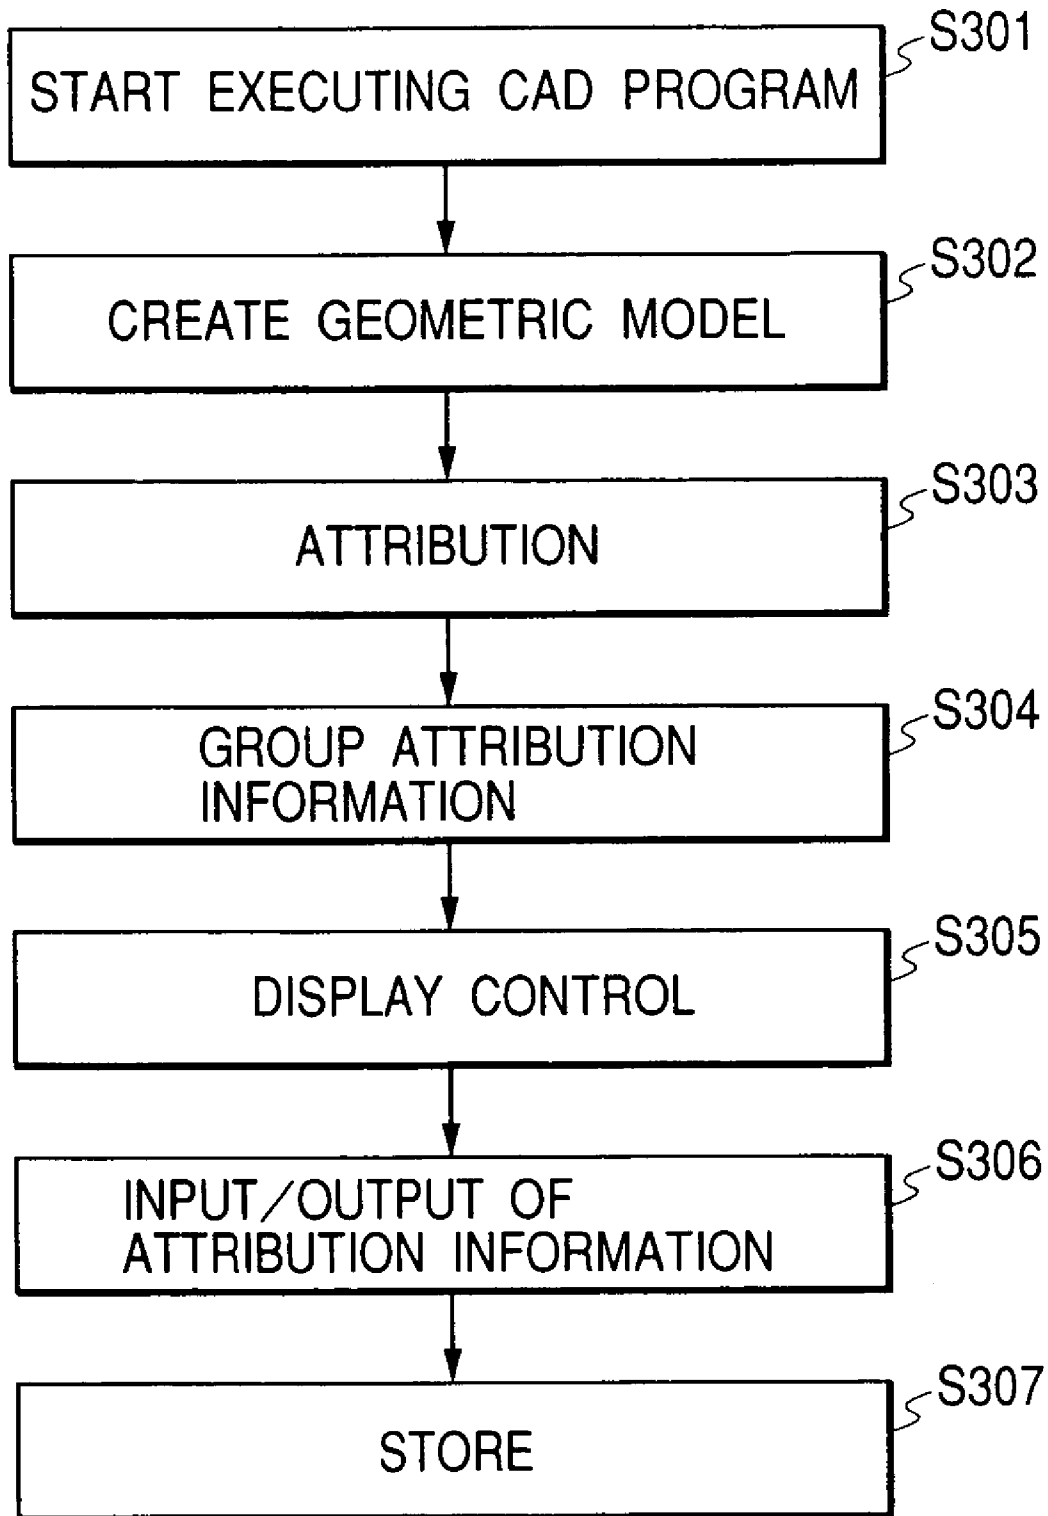 S301
START EXECUTING CAD PROGRAM
S302
CREATE GEOMETRIC MODEL
S303
ATTRIBUTION
S304
GROUP ATTRIBUTION
INFORMATION
S305
DISPLAY CONTROL
S306
INPUT/OUTPUT OF
ATTRIBUTION INFORMATION
S307
STORE